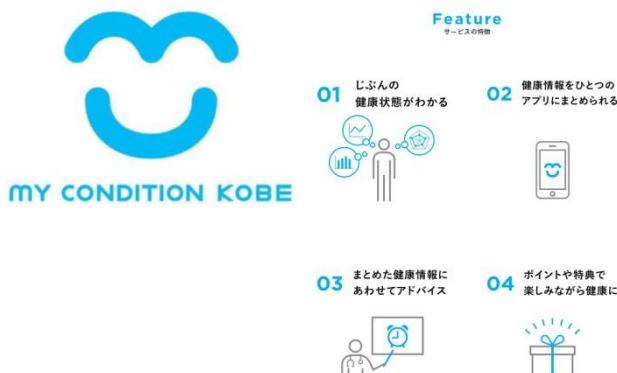 MY CONDITION KOBE
Feature
サービスの特徴
01
じぶんの
健康状態がわかる
02
健康情報をひとつの
アプリにまとめられる
03
まとめた健康情報に
あわせてアドバイス
04
ポイントや特典で
楽しみながら健康に